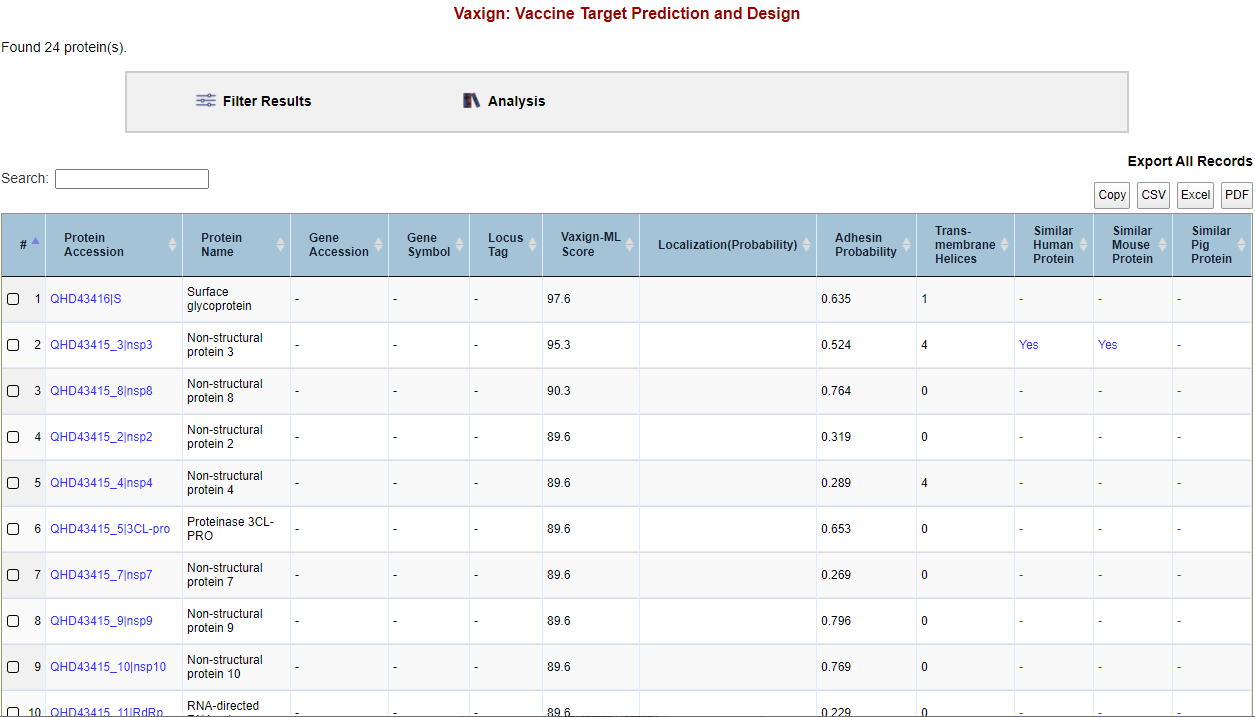 Vaxign: Vaccine Target Prediction and Design
Found 24 protein(s).
Filter Results Analysis
Export All Records
Search:
Copy CSV Excel PDF
# Protein Accession Protein Name Gene Accession Gene Symbol Locus Tag Vaxign-ML Score Localization(Probability) Adhesin Probability Trans-membrane Helices Similar Human Protein Similar Mouse Protein Similar Pig Protein
1 QHD43416|S Surface glycoprotein - - - 97.6 0.635 1 - - -
2 QHD43415_3|nsp3 Non-structural protein 3 - - - 95.3 0.524 4 Yes Yes -
3 QHD43415_8|nsp8 Non-structural protein 8 - - - 90.3 0.764 0 - - -
4 QHD43415_2|nsp2 Non-structural protein 2 - - - 89.6 0.319 0 - - -
5 QHD43415_4|nsp4 Non-structural protein 4 - - - 89.6 0.289 4 - - -
6 QHD43415_5|3CL-pro Proteinase 3CL-PRO - - - 89.6 0.653 0 - - -
7 QHD43415_7|nsp7 Non-structural protein 7 - - - 89.6 0.269 0 - - -
8 QHD43415_9|nsp9 Non-structural protein 9 - - - 89.6 0.796 0 - - -
9 QHD43415_10|nsp10 Non-structural protein 10 - - - 89.6 0.769 0 - - -
10 QHD43415_11|RdRp RNA-directed - - - 89.6 0.229 0 - - -